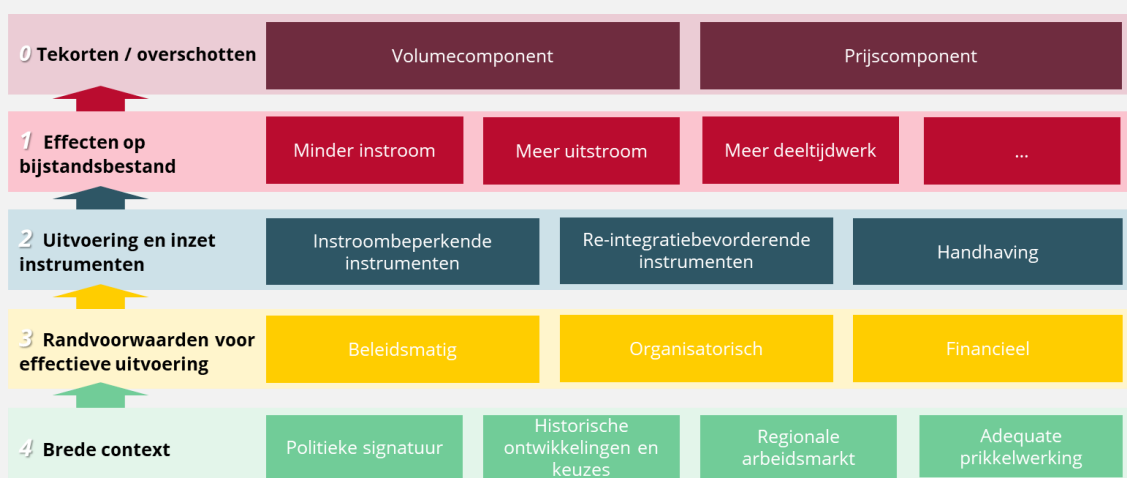 0 Tekorten / overschotten
Volumecomponent
Prijscomponent
1 Effecten op
bijstandsbestand
Minder instroom
Meer uitstroom
Meer deeltijdwerk
...
2 Uitvoering en inzet
instrumenten
Instroombeperkende
instrumenten
Re-integratiebevorderende
instrumenten
Handhaving
3 Randvoorwaarden voor
effectieve uitvoering
Beleidsmatig
Organisatorisch
Financieel
4 Brede context
Politieke signatuur
Historische
ontwikkelingen en
keuzes
Regionale
arbeidsmarkt
Adequate
prikkelwerking